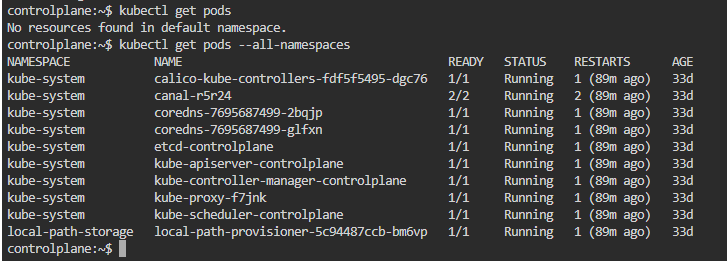 controlplane:~$ kubectl get pods
No resources found in default namespace.
controlplane:~$ kubectl get pods --all-namespaces
NAMESPACE            NAME                                      READY   STATUS    RESTARTS      AGE
kube-system          calico-kube-controllers-fdf5f5495-dgc76   1/1     Running   1 (89m ago)   33d
kube-system          canal-r5r24                               2/2     Running   2 (89m ago)   33d
kube-system          coredns-7695687499-2bqjp                  1/1     Running   1 (89m ago)   33d
kube-system          coredns-7695687499-glfxn                  1/1     Running   1 (89m ago)   33d
kube-system          etcd-controlplane                         1/1     Running   1 (89m ago)   33d
kube-system          kube-apiserver-controlplane               1/1     Running   1 (89m ago)   33d
kube-system          kube-controller-manager-controlplane      1/1     Running   1 (89m ago)   33d
kube-system          kube-proxy-f7jnk                          1/1     Running   1 (89m ago)   33d
kube-system          kube-scheduler-controlplane               1/1     Running   1 (89m ago)   33d
local-path-storage   local-path-provisioner-5c94487ccb-bm6vp   1/1     Running   1 (89m ago)   33d
controlplane:~$